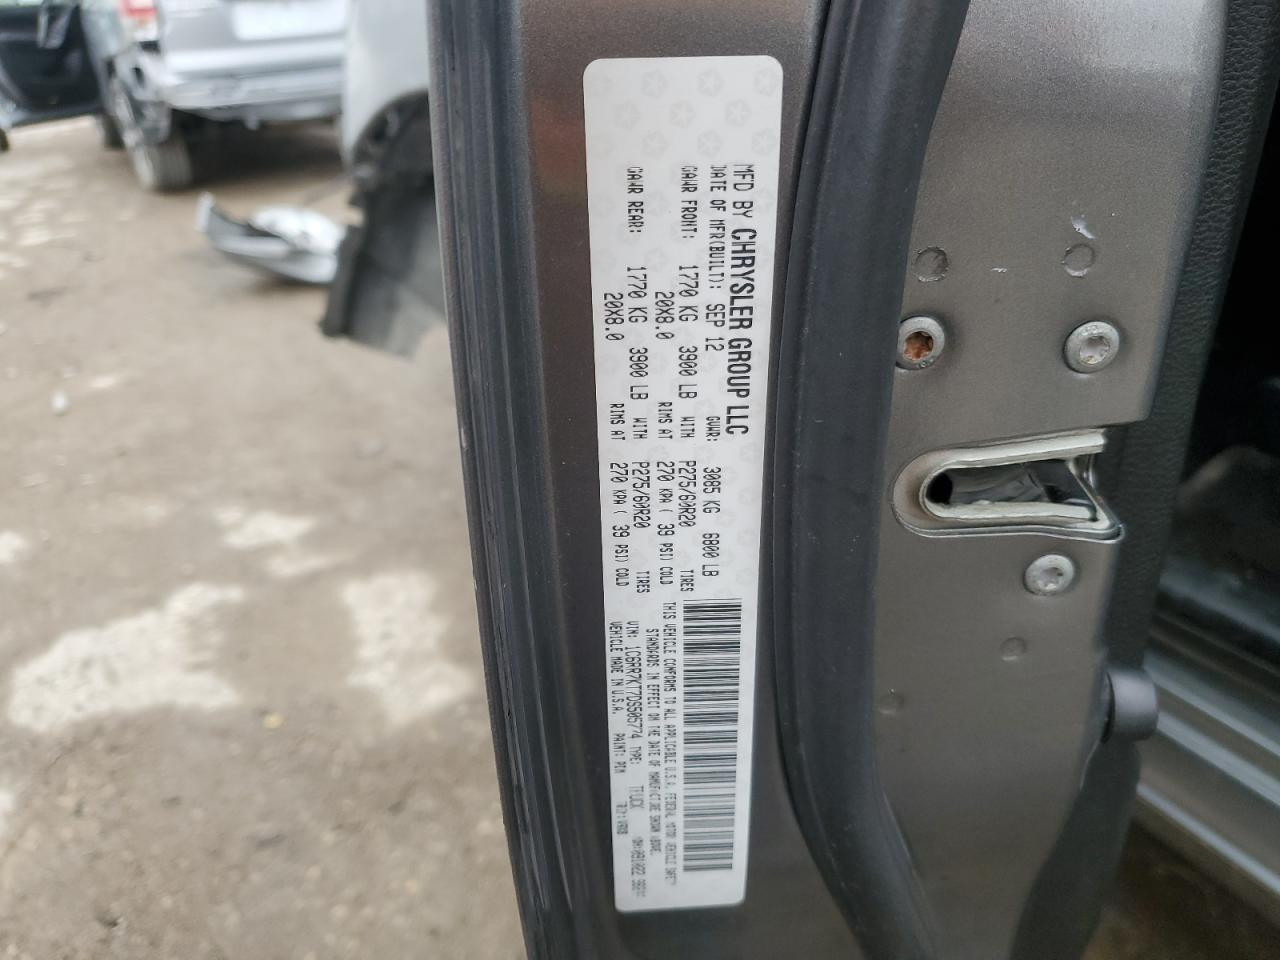 MFD BY CHRYSLER GROUP LLC
DATE OF MFR(BUILT): SEP 12 GVWR: 3085 KG 6800 LB
GAWR FRONT: 1770 KG 3900 LB WITH P275/60R20 TIRES
20X8.0 RIMS AT 270 KPA( 39 PSI) COLD
GAWR REAR: 1770 KG 3900 LB WITH P275/60R20 TIRES
20X8.0 RIMS AT 270 KPA( 39 PSI) COLD
THIS VEHICLE CONFORMS TO ALL APPLICABLE U.S.A. FEDERAL MOTOR VEHICLE SAFETY
STANDARDS IN EFFECT ON THE DATE OF MANUFACTURE SHOWN ABOVE.
VIN: 1C6RR7KT7DS505774 TYPE: TRUCK
VEHICLE MADE IN U.S.A. PAINT: